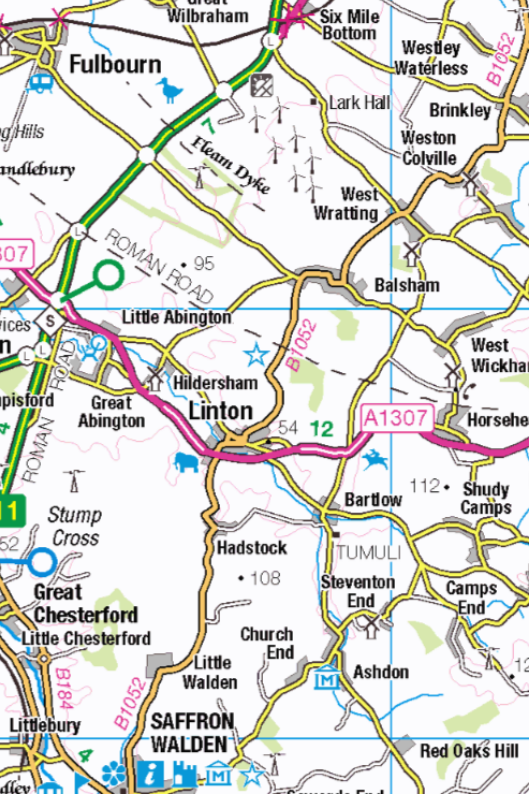 Great
Wilbraham
Six Mile
Bottom
B1052
Westley
Waterless
Fulbourn
Lark Hall
Brinkley
7
Weston
Colville
Hills
Fleam Dyke
West
Wratting
ROMAN ROAD
95
Balsham
Little Abington
S
B1052
West
ROMAN ROAD
Hildersham
Great
Abington
Linton
54
12
A1307
4
112
Shudy
Camps
Bartlow
Stump
Cross
Hadstock
TUMULI
108
Steventon
End
Camps
End
Great
Chesterford
Little Chesterford
Church
End
Little
Walden
Ashdon
B184
B1052
Littlebury
SAFFRON
WALDEN
4
Red Oaks Hill